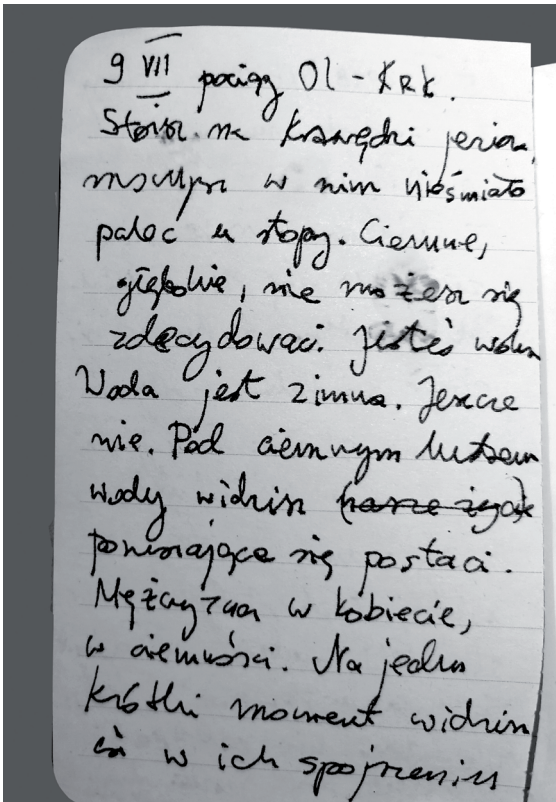 9 VII pociąg Ol - KRK.
Stoisz na krawędzi jeziora,
moczysz w nim nieśmiało
palec u stopy. Ciemne,
głębokie, nie możesz się
zdecydować. Jesteś wolna
Woda jest zimna. Jeszcze
nie. Pod ciemnym lustrem
wody widzisz (nasze życie)
poruszające się postaci.
Mężczyzna w kobiecie,
w ciemności. Na jeden
krótki moment widzisz
w ich spojrzeniu